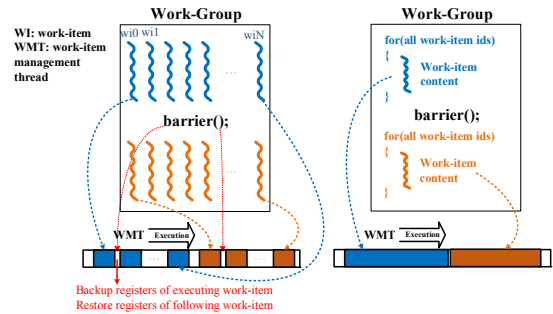 Work-Group
WI: work-item
WMT: work-item
management
thread
wi0 wi1 ... wiN
barrier();
...
WMT Execution
... ...
Backup registers of executing work-item
Restore registers of following work-item
Work-Group
for(all work-item ids)
{
Work-item
content
}
barrier();
for(all work-item ids)
{
Work-item
content
}
WMT Execution